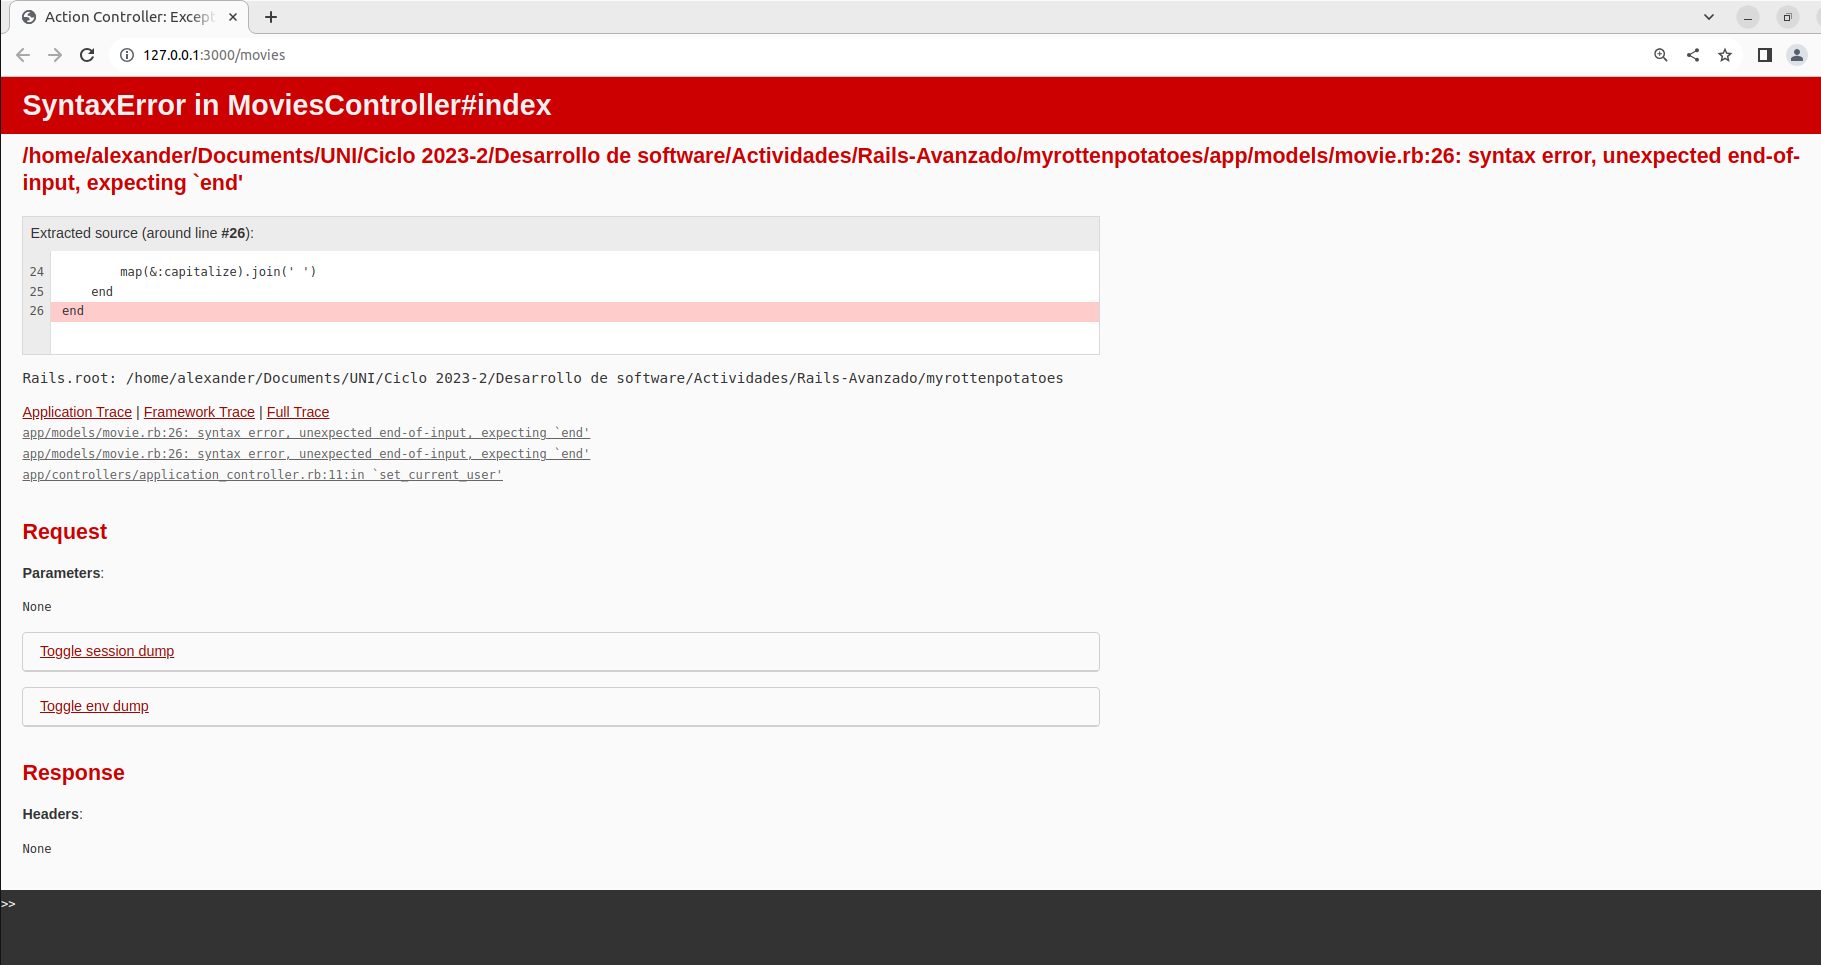 Action Controller: Excep
127.0.0.1:3000/movies
SyntaxError in MoviesController#index
/home/alexander/Documents/UNI/Ciclo 2023-2/Desarrollo de software/Actividades/Rails-Avanzado/myrottenpotatoes/app/models/movie.rb:26: syntax error, unexpected end-of-
input, expecting `end'
Extracted source (around line #26):
24 map(&:capitalize).join(' ')
25 end
26 end
Rails.root: /home/alexander/Documents/UNI/Ciclo 2023-2/Desarrollo de software/Actividades/Rails-Avanzado/myrottenpotatoes
Application Trace | Framework Trace | Full Trace
app/models/movie.rb:26: syntax error, unexpected end-of-input, expecting `end'
app/models/movie.rb:26: syntax error, unexpected end-of-input, expecting `end'
app/controllers/application_controller.rb:11:in `set_current_user'
Request
Parameters:
None
Toggle session dump
Toggle env dump
Response
Headers:
None
>>